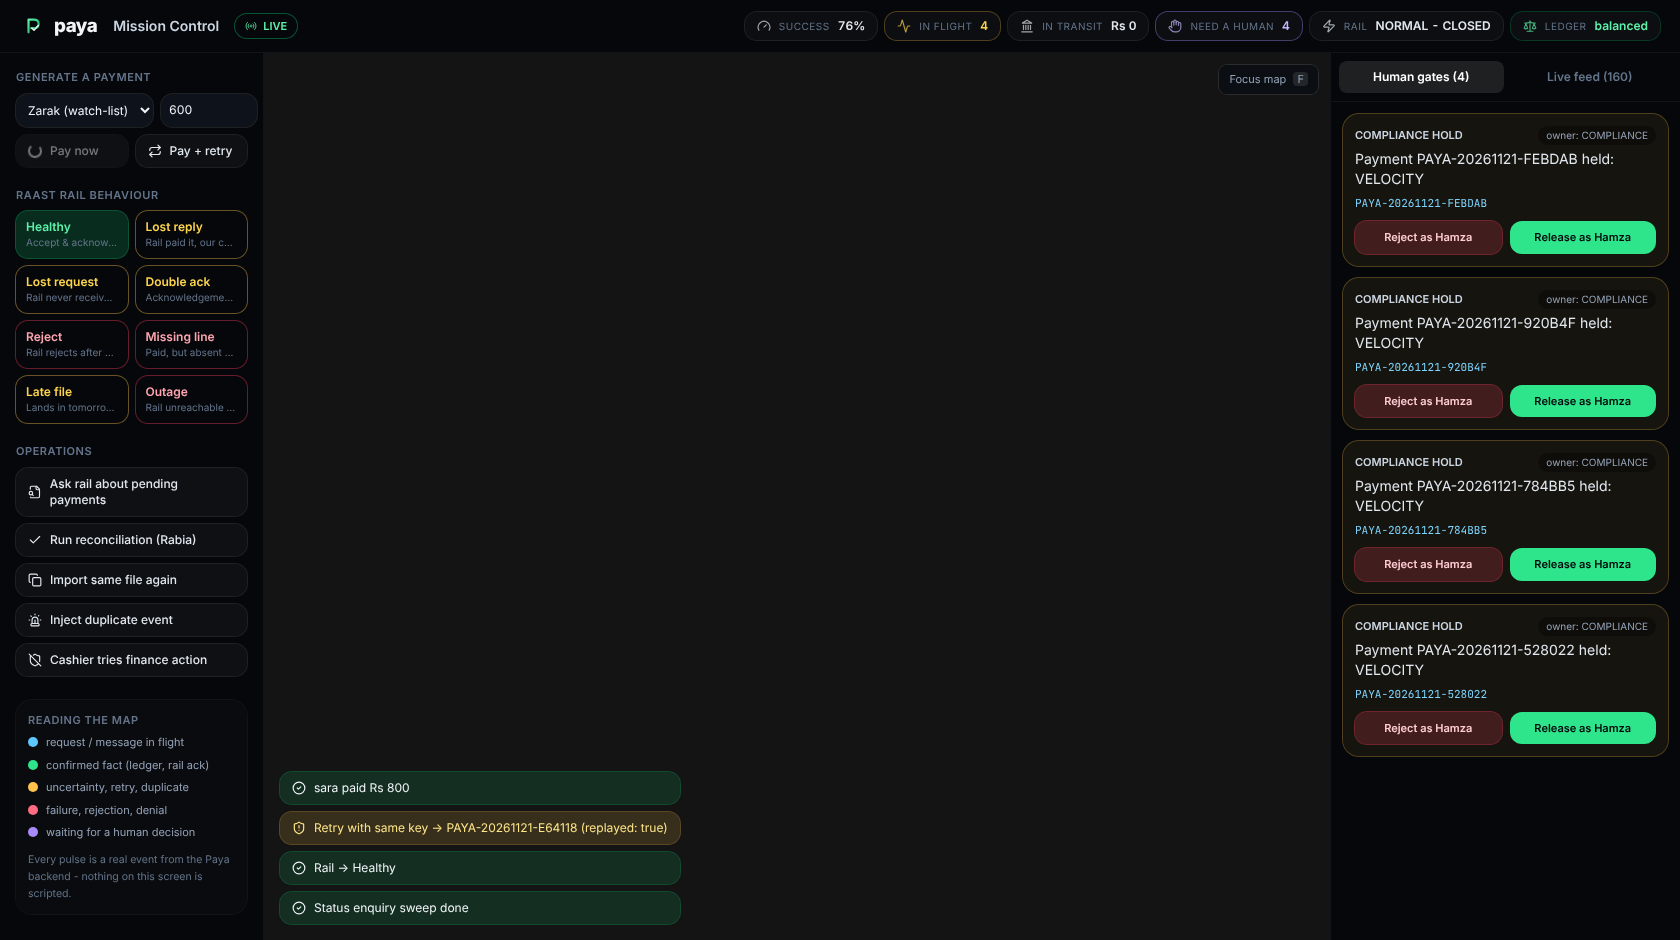 paya Mission Control LIVE
SUCCESS 76%
IN FLIGHT 4
IN TRANSIT Rs 0
NEED A HUMAN 4
RAIL NORMAL - CLOSED
LEDGER balanced
GENERATE A PAYMENT
Zarak (watch-list)
600
Pay now
Pay + retry
RAAST RAIL BEHAVIOUR
Healthy
Accept & acknow...
Lost reply
Rail paid it, our c...
Lost request
Rail never receiv...
Double ack
Acknowledgeme...
Reject
Rail rejects after ...
Missing line
Paid, but absent ...
Late file
Lands in tomorro...
Outage
Rail unreachable ...
OPERATIONS
Ask rail about pending
payments
Run reconciliation (Rabia)
Import same file again
Inject duplicate event
Cashier tries finance action
READING THE MAP
request / message in flight
confirmed fact (ledger, rail ack)
uncertainty, retry, duplicate
failure, rejection, denial
waiting for a human decision
Every pulse is a real event from the Paya
backend - nothing on this screen is
scripted.
Focus map F
sara paid Rs 800
Retry with same key → PAYA-20261121-E64118 (replayed: true)
Rail → Healthy
Status enquiry sweep done
Human gates (4)
Live feed (160)
COMPLIANCE HOLD
owner: COMPLIANCE
Payment PAYA-20261121-FEBDAB held:
VELOCITY
PAYA-20261121-FEBDAB
Reject as Hamza
Release as Hamza
COMPLIANCE HOLD
owner: COMPLIANCE
Payment PAYA-20261121-920B4F held:
VELOCITY
PAYA-20261121-920B4F
Reject as Hamza
Release as Hamza
COMPLIANCE HOLD
owner: COMPLIANCE
Payment PAYA-20261121-784BB5 held:
VELOCITY
PAYA-20261121-784BB5
Reject as Hamza
Release as Hamza
COMPLIANCE HOLD
owner: COMPLIANCE
Payment PAYA-20261121-528022 held:
VELOCITY
PAYA-20261121-528022
Reject as Hamza
Release as Hamza